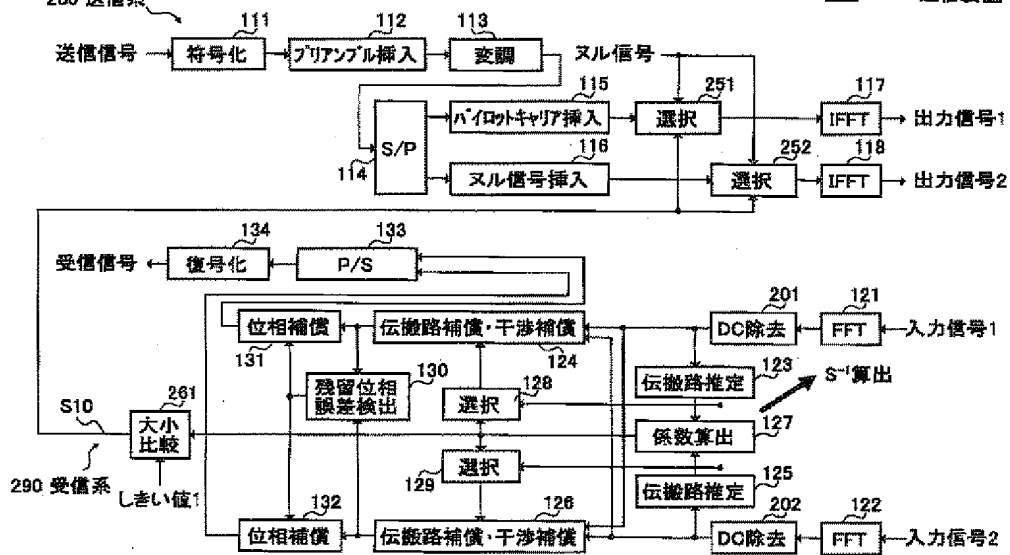 111
112
113
送信信号
符号化
プリアンブル挿入
変調
ヌル信号
115
251
117
S/P
114
パイロットキャリア挿入
選択
IFFT
出力信号1
116
252
118
ヌル信号挿入
選択
IFFT
出力信号2
134
133
受信信号
復号化
P/S
201
121
位相補償
伝搬路補償・干渉補償
DC除去
FFT
入力信号1
131
124
123
130
128
伝搬路推定
S⁻¹算出
残留位相
誤差検出
選択
S10
261
大小
比較
係数算出
127
290 受信系
しきい値1
選択
129
125
伝搬路推定
132
126
202
122
位相補償
伝搬路補償・干渉補償
DC除去
FFT
入力信号2